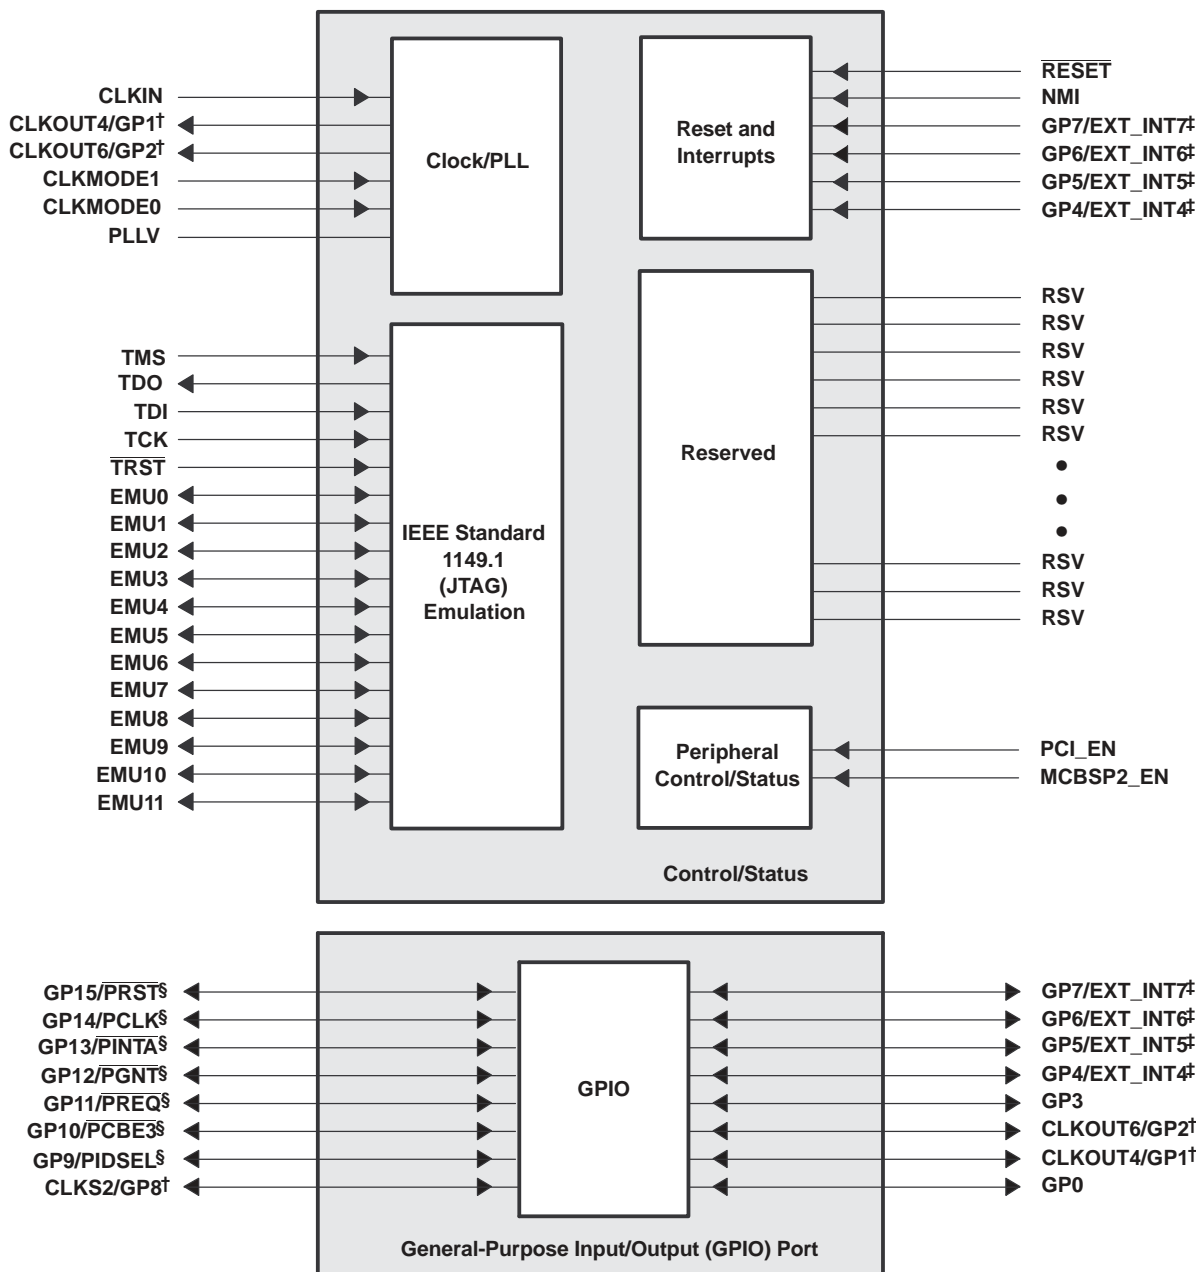 CLKIN
CLKOUT4/GP1†
CLKOUT6/GP2†
CLKMODE1
CLKMODE0
PLLV
Clock/PLL
Reset and
Interrupts
RESET
NMI
GP7/EXT_INT7‡
GP6/EXT_INT6‡
GP5/EXT_INT5‡
GP4/EXT_INT4‡
TMS
TDO
TDI
TCK
TRST
EMU0
EMU1
EMU2
EMU3
EMU4
EMU5
EMU6
EMU7
EMU8
EMU9
EMU10
EMU11
IEEE Standard
1149.1
(JTAG)
Emulation
Reserved
RSV
RSV
RSV
RSV
RSV
RSV
•
•
•
RSV
RSV
RSV
Peripheral
Control/Status
PCI_EN
MCBSP2_EN
Control/Status
GP15/PRST§
GP14/PCLK§
GP13/PINTA§
GP12/PGNT§
GP11/PREQ§
GP10/PCBE3§
GP9/PIDSEL§
CLKS2/GP8†
GPIO
GP7/EXT_INT7‡
GP6/EXT_INT6‡
GP5/EXT_INT5‡
GP4/EXT_INT4‡
GP3
CLKOUT6/GP2†
CLKOUT4/GP1†
GP0
General-Purpose Input/Output (GPIO) Port